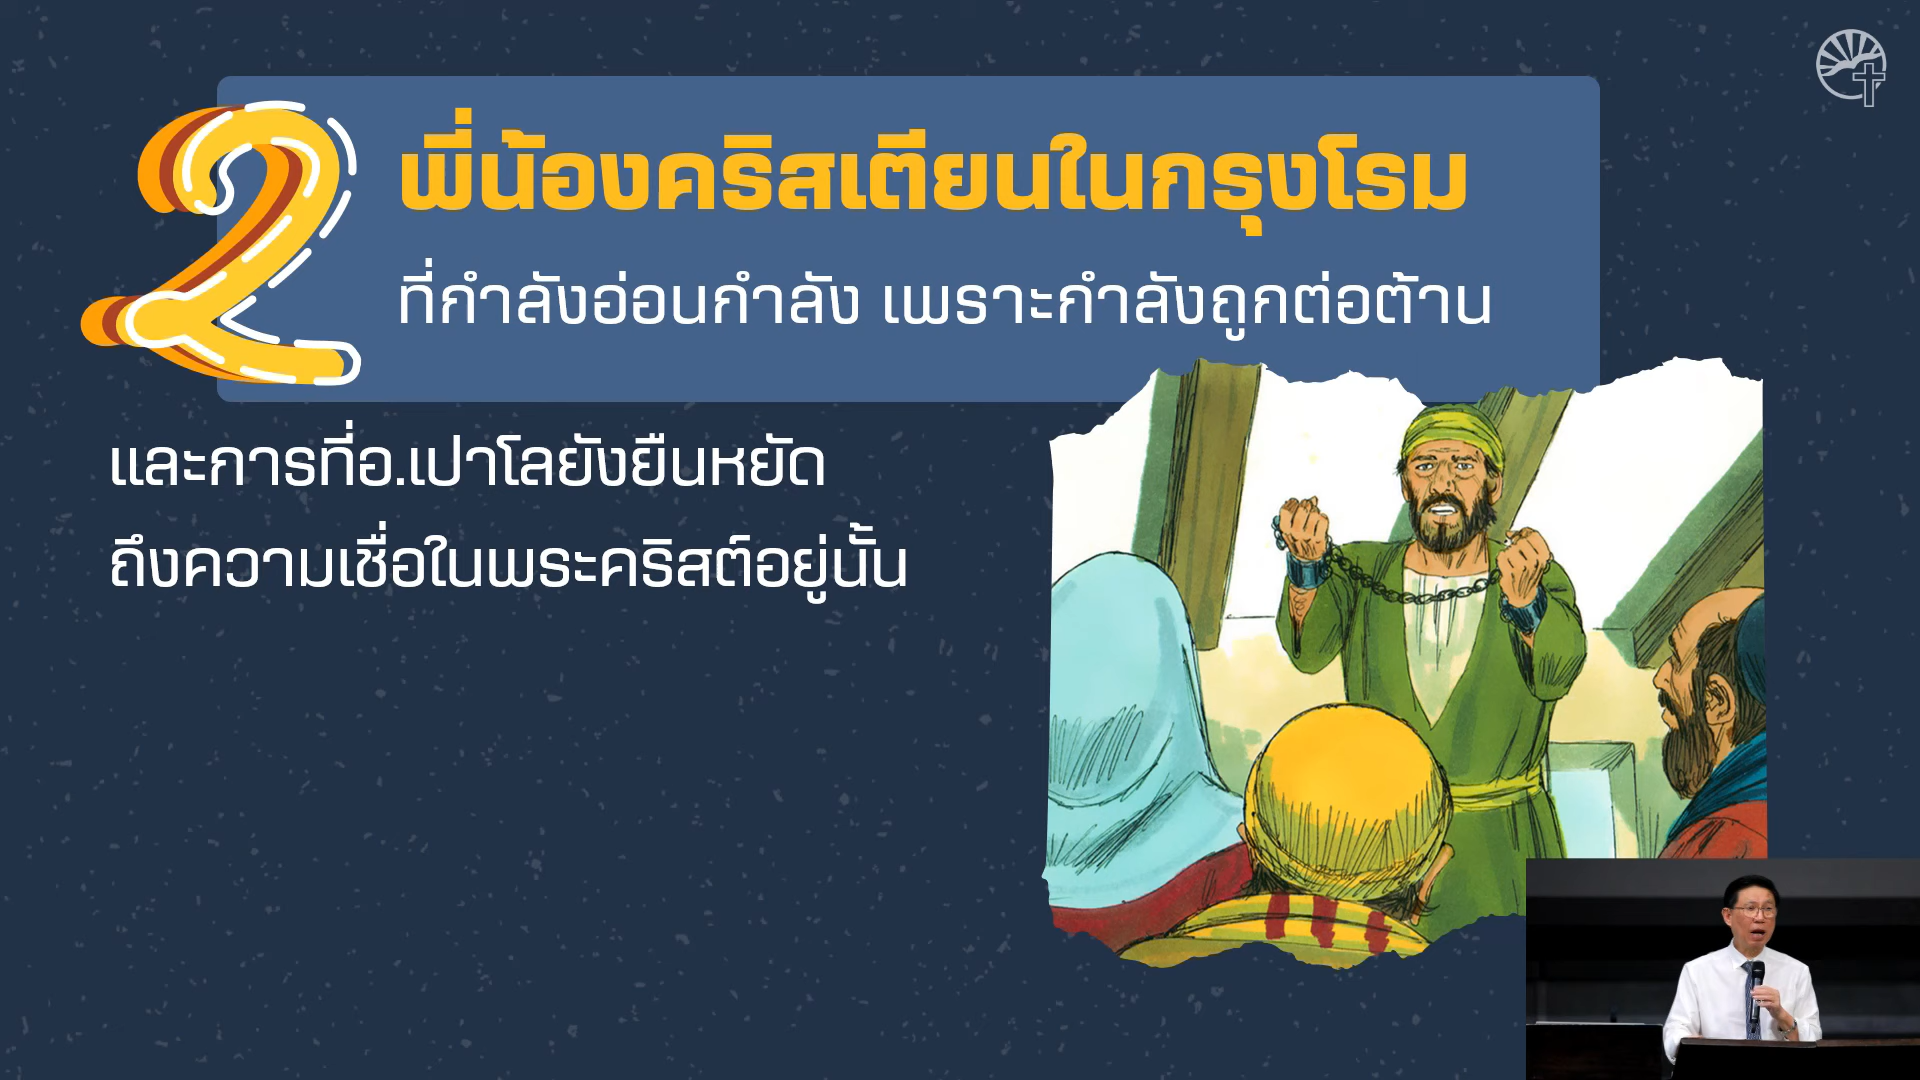 2
พี่น้องคริสเตียนในกรุงโรม
ที่กำลังอ่อนกำลัง เพราะกำลังถูกต่อต้าน
และการที่อ.เปาโลยังยืนหยัด
ถึงความเชื่อในพระคริสต์อยู่นั้น